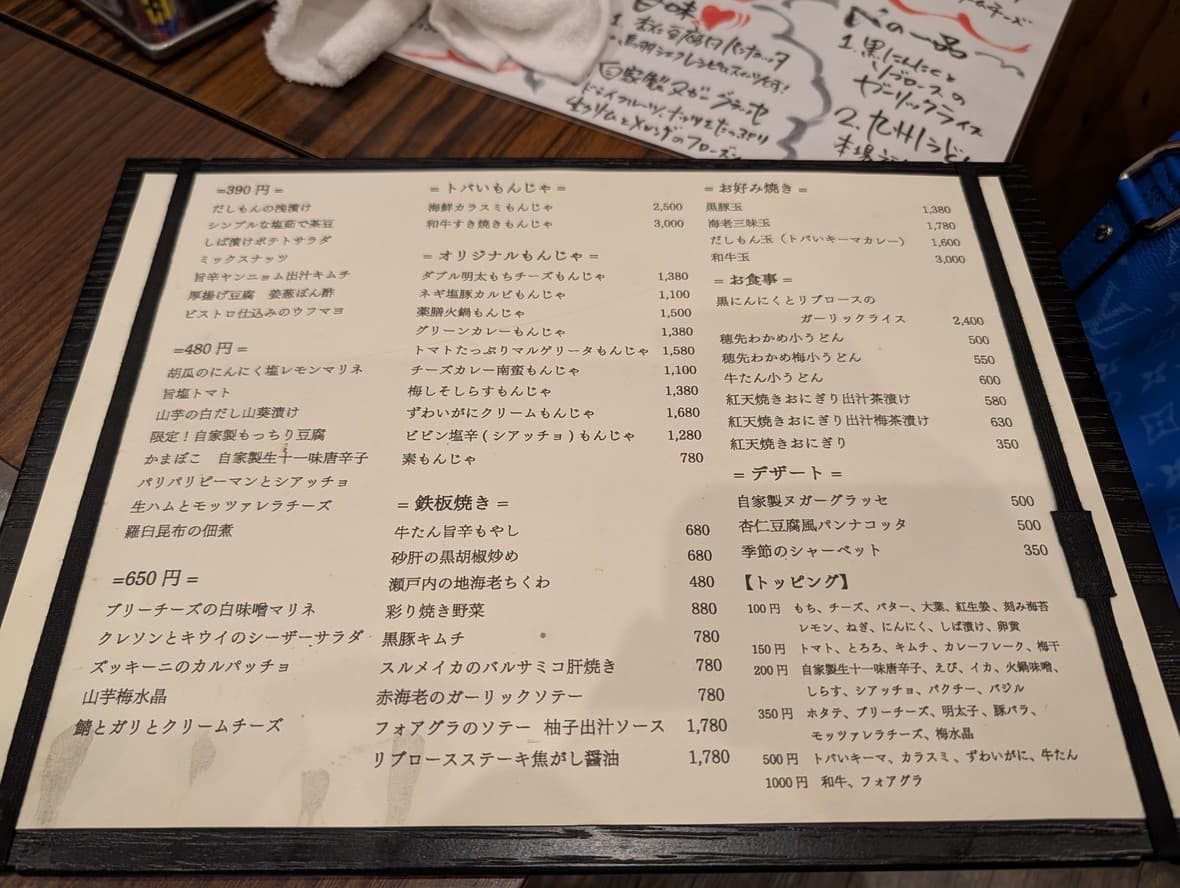 1.黒にんにくと
リブロースの
ガーリックライス
2.九州うどん
=390 円 =
だしもんの浅漬け
シンプルな塩茹で茶豆
しば漬けポテトサラダ
ミックスナッツ
旨辛ヤンニョム出汁キムチ
厚揚げ豆腐 姜葱ぽん酢
ビストロ仕込みのウフマヨ
=480 円 =
胡瓜のにんにく塩レモンマリネ
旨塩トマト
山芋の白だし山葵漬け
限定！自家製もっちり豆腐
かまぼこ 自家製生十一味唐辛子
パリパリピーマンとシアッチョ
生ハムとモッツァレラチーズ
羅臼昆布の佃煮
=650 円 =
ブリーチーズの白味噌マリネ
クレソンとキウイのシーザーサラダ
ズッキーニのカルパッチョ
山芋梅水晶
鯖とガリとクリームチーズ
= トバいもんじゃ =
海鮮カラスミもんじゃ 2,500
和牛すき焼きもんじゃ 3,000
= オリジナルもんじゃ =
ダブル明太もちチーズもんじゃ 1,380
ネギ塩豚カルビもんじゃ 1,100
薬膳火鍋もんじゃ 1,500
グリーンカレーもんじゃ 1,380
トマトたっぷりマルゲリータもんじゃ 1,580
チーズカレー南蛮もんじゃ 1,100
梅しそしらすもんじゃ 1,380
ずわいがにクリームもんじゃ 1,680
ビビン塩辛 ( シアッチョ ) もんじゃ 1,280
素もんじゃ 780
= 鉄板焼き =
牛たん旨辛もやし 680
砂肝の黒胡椒炒め 680
瀬戸内の地海老ちくわ 480
彩り焼き野菜 880
黒豚キムチ 780
スルメイカのバルサミコ肝焼き 780
赤海老のガーリックソテー 780
フォアグラのソテー 柚子出汁ソース 1,780
リブロースステーキ焦がし醤油 1,780
= お好み焼き =
黒豚玉 1,380
海老三昧玉 1,780
だしもん玉（トバいキーマカレー） 1,600
和牛玉 3,000
= お食事 =
黒にんにくとリブロースの
ガーリックライス 2,400
穂先わかめ小うどん 500
穂先わかめ梅小うどん 550
牛たん小うどん 600
紅天焼きおにぎり出汁茶漬け 580
紅天焼きおにぎり出汁梅茶漬け 630
紅天焼きおにぎり 350
= デザート =
自家製ヌガーグラッセ 500
杏仁豆腐風パンナコッタ 500
季節のシャーベット 350
【トッピング】
100 円 もち、チーズ、バター、大葉、紅生姜、刻み海苔
レモン、ねぎ、にんにく、しば漬け、卵黄
150 円 トマト、とろろ、キムチ、カレーフレーク、梅干
200 円 自家製生十一味唐辛子、えび、イカ、火鍋味噌、
しらす、シアッチョ、パクチー、バジル
350 円 ホタテ、ブリーチーズ、明太子、豚バラ、
モッツァレラチーズ、梅水晶
500 円 トバいキーマ、カラスミ、ずわいがに、牛たん
1000 円 和牛、フォアグラ